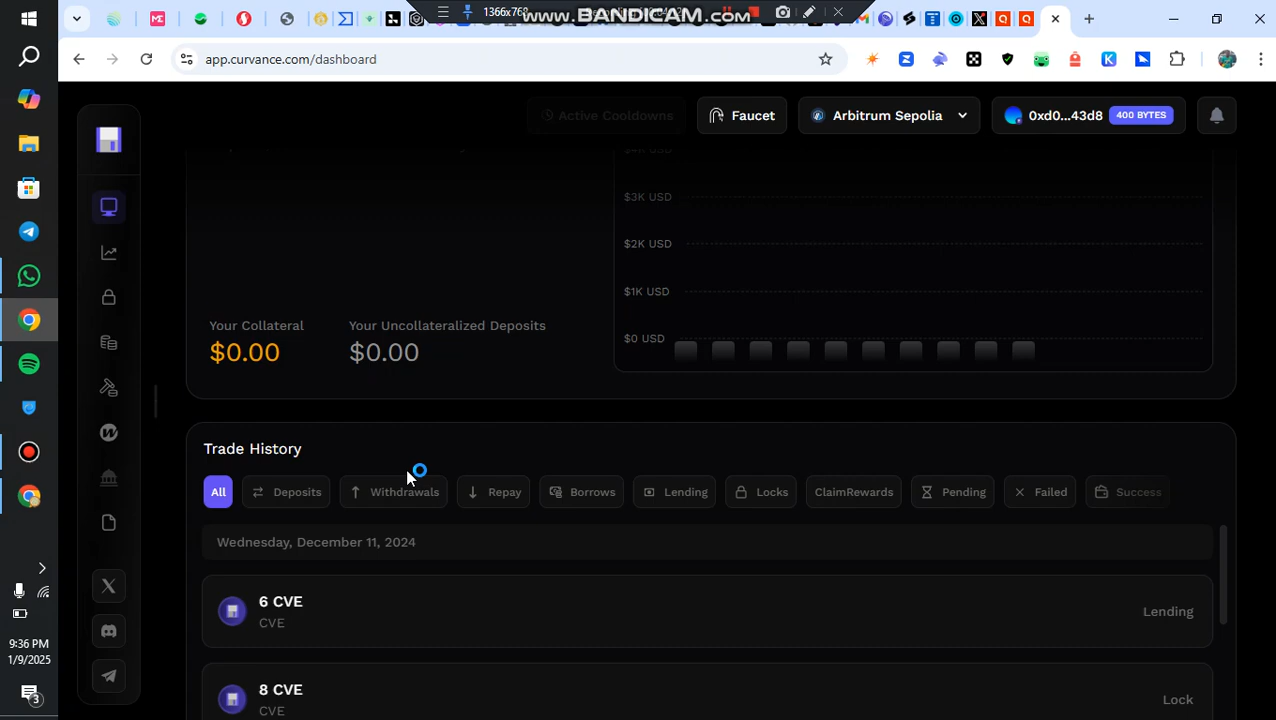 1366x768
www.BANDICAM.com
app.curvance.com/dashboard
Active Cooldowns
Faucet
Arbitrum Sepolia
0xd0...43d8
400 BYTES
$3K USD
$2K USD
$1K USD
$0 USD
Your Collateral
Your Uncollateralized Deposits
$0.00
$0.00
Trade History
All
Deposits
Withdrawals
Repay
Borrows
Lending
Locks
ClaimRewards
Pending
Failed
Success
Wednesday, December 11, 2024
6 CVE
CVE
Lending
8 CVE
CVE
Lock
9:36 PM
1/9/2025
3